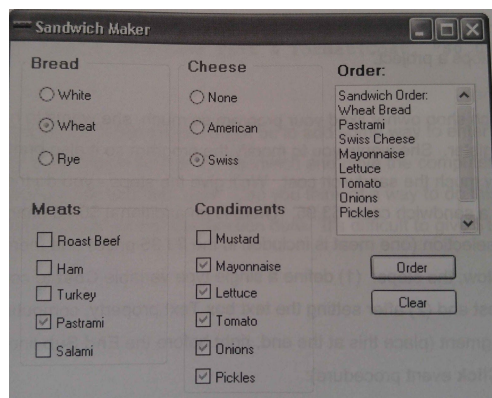 Sandwich Maker
Bread
White
Wheat
Rye
Cheese
None
American
Swiss
Order:
Sandwich Order:
Wheat Bread
Pastrami
Swiss Cheese
Mayonnaise
Lettuce
Tomato
Onions
Pickles
Meats
Roast Beef
Ham
Turkey
Pastrami
Salami
Condiments
Mustard
Mayonnaise
Lettuce
Tomato
Onions
Pickles
Order
Clear